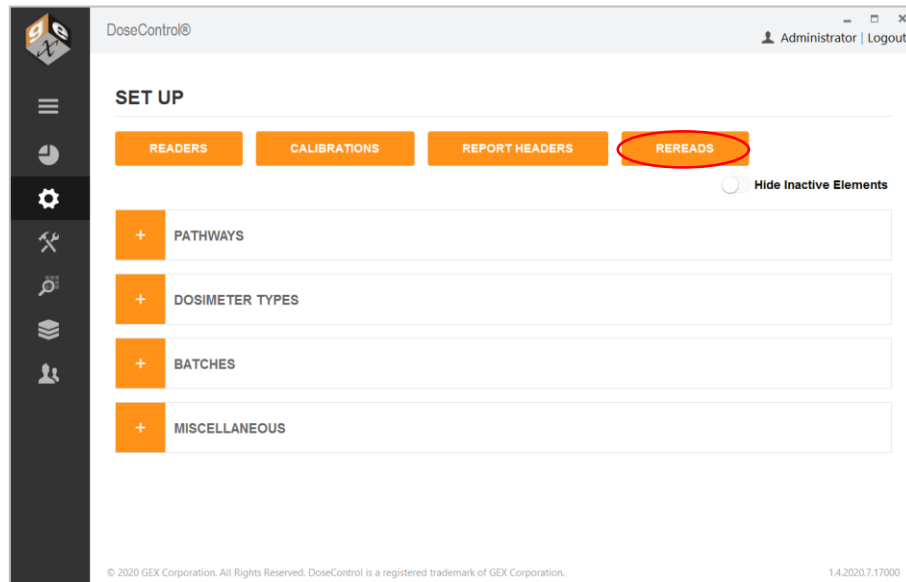 gex
DoseControl®
Administrator | Logout
SET UP
READERS CALIBRATIONS REPORT HEADERS REREADS
Hide Inactive Elements
+ PATHWAYS
+ DOSIMETER TYPES
+ BATCHES
+ MISCELLANEOUS
© 2020 GEX Corporation. All Rights Reserved. DoseControl is a registered trademark of GEX Corporation. 1.4.2020.7.17000